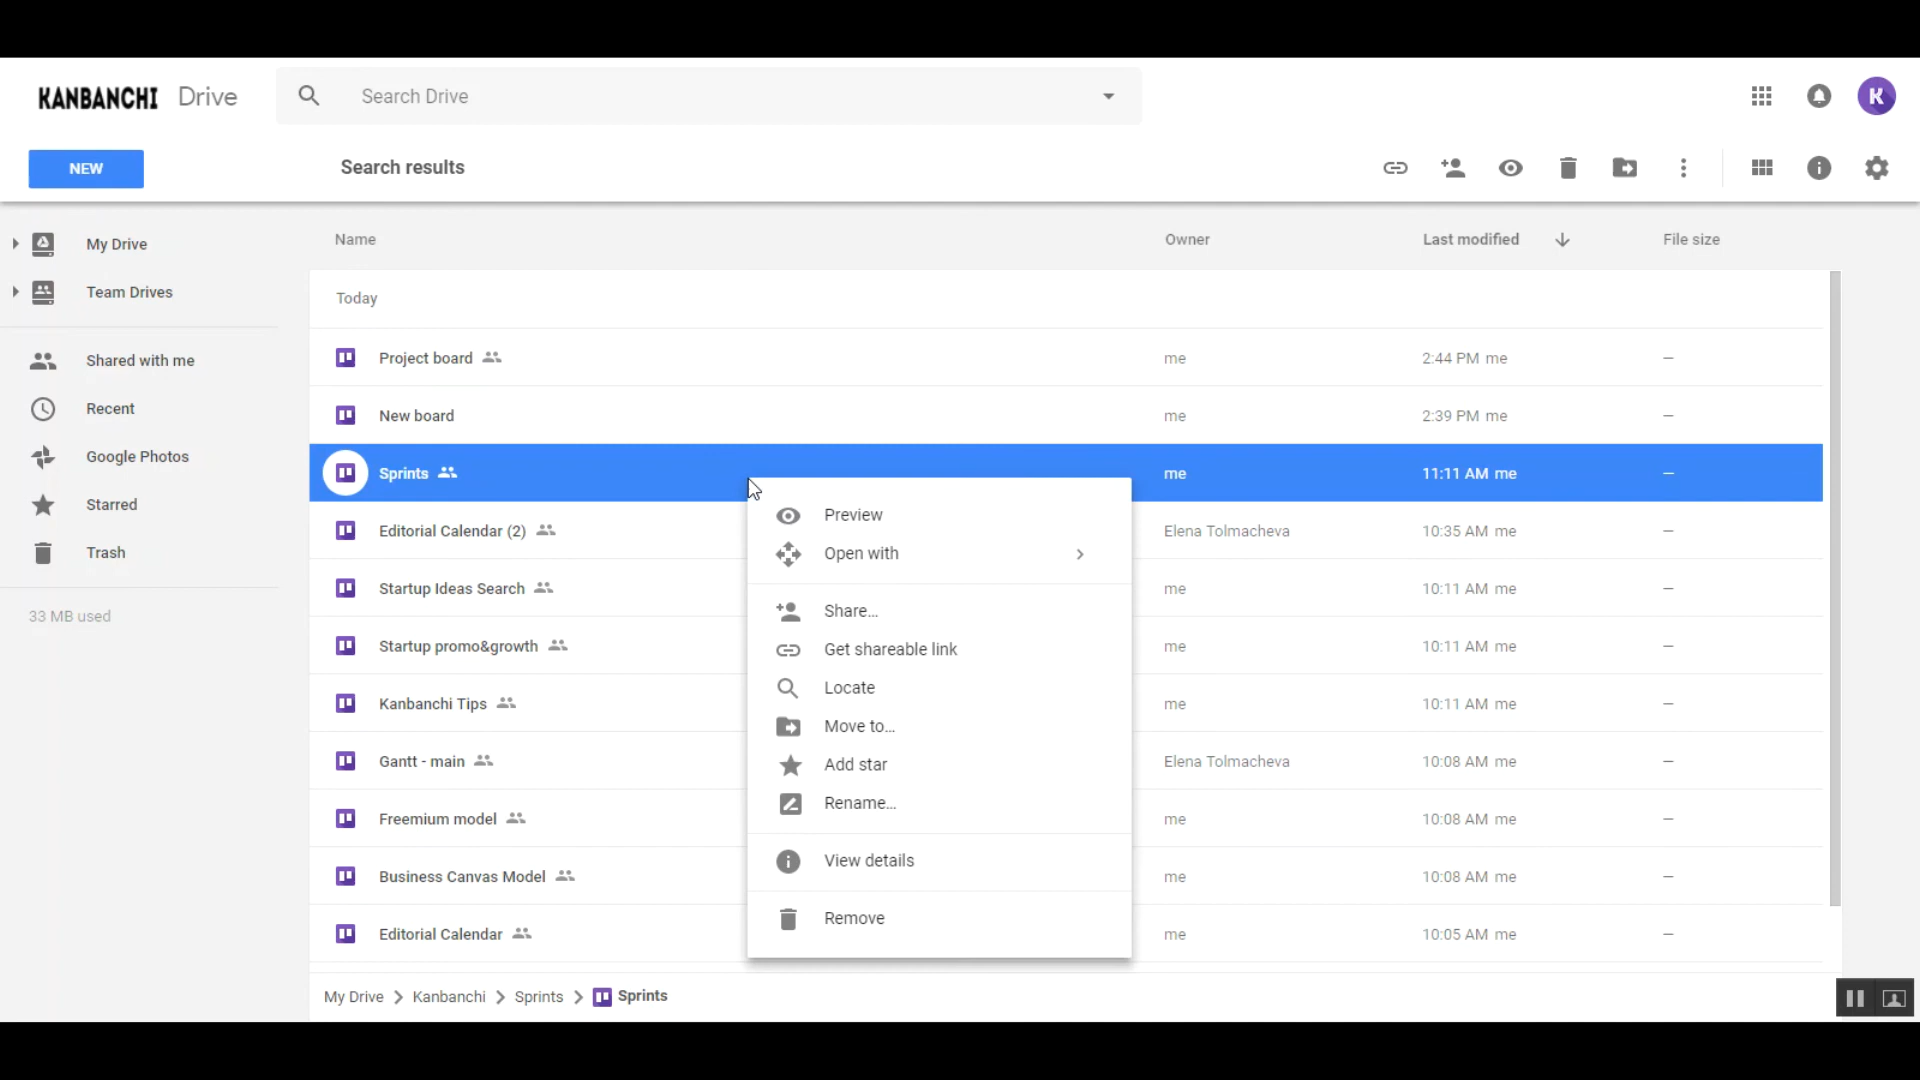 KANBANCHI Drive
Search Drive
K
NEW
Search results
My Drive
Team Drives
Shared with me
Recent
Google Photos
Starred
Trash
33 MB used
Name Owner Last modified File size
Today
Project board me 2:44 PM me –
New board me 2:39 PM me –
Sprints me 11:11 AM me –
Editorial Calendar (2) Elena Tolmacheva 10:35 AM me –
Startup Ideas Search me 10:11 AM me –
Startup promo&growth me 10:11 AM me –
Kanbanchi Tips me 10:11 AM me –
Gantt - main Elena Tolmacheva 10:08 AM me –
Freemium model me 10:08 AM me –
Business Canvas Model me 10:08 AM me –
Editorial Calendar me 10:05 AM me –
Preview
Open with
Share...
Get shareable link
Locate
Move to...
Add star
Rename...
View details
Remove
My Drive > Kanbanchi > Sprints > Sprints